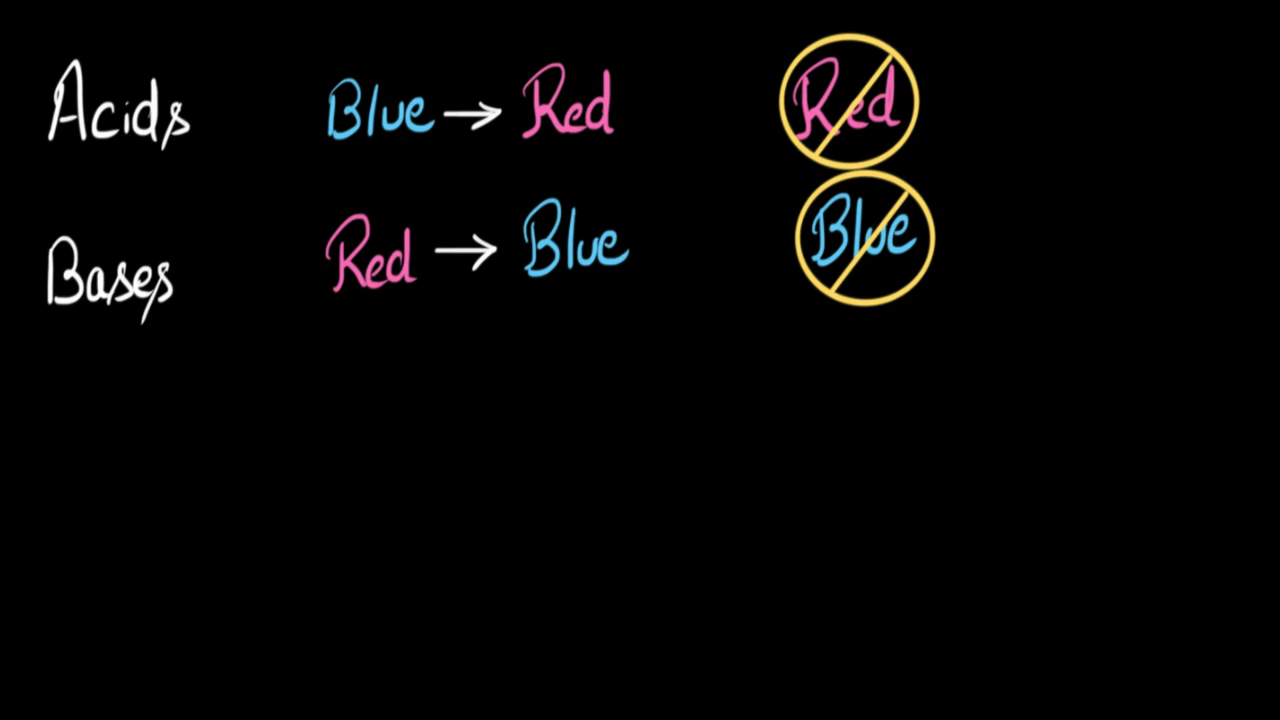 Acids Blue → Red Red
Bases Red → Blue Blue